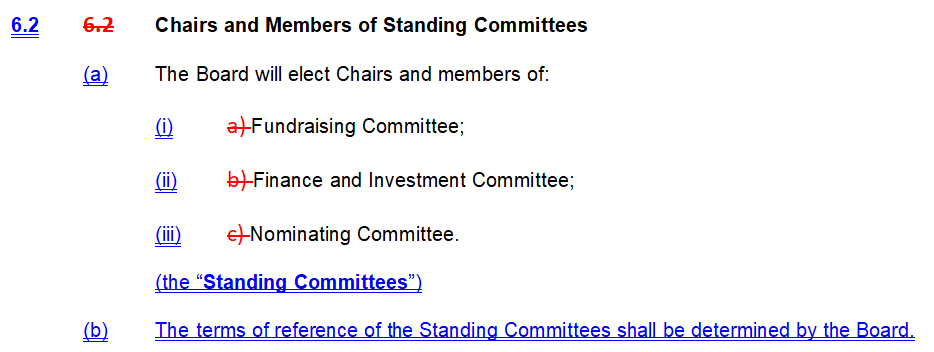 6.2 6.2 Chairs and Members of Standing Committees
(a) The Board will elect Chairs and members of:
(i) a) Fundraising Committee;
(ii) b) Finance and Investment Committee;
(iii) c) Nominating Committee.
(the “Standing Committees”)
(b) The terms of reference of the Standing Committees shall be determined by the Board.